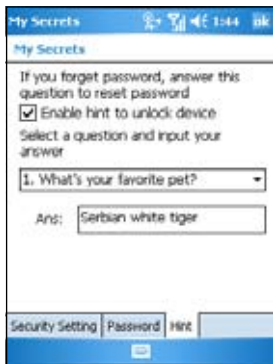 My Secrets 1:44 ok
My Secrets
If you forget password, answer this
question to reset password
Enable hint to unlock device
Select a question and input your
answer
1. What's your favorite pet?
Ans: Serbian white tiger
Security Setting Password Hint